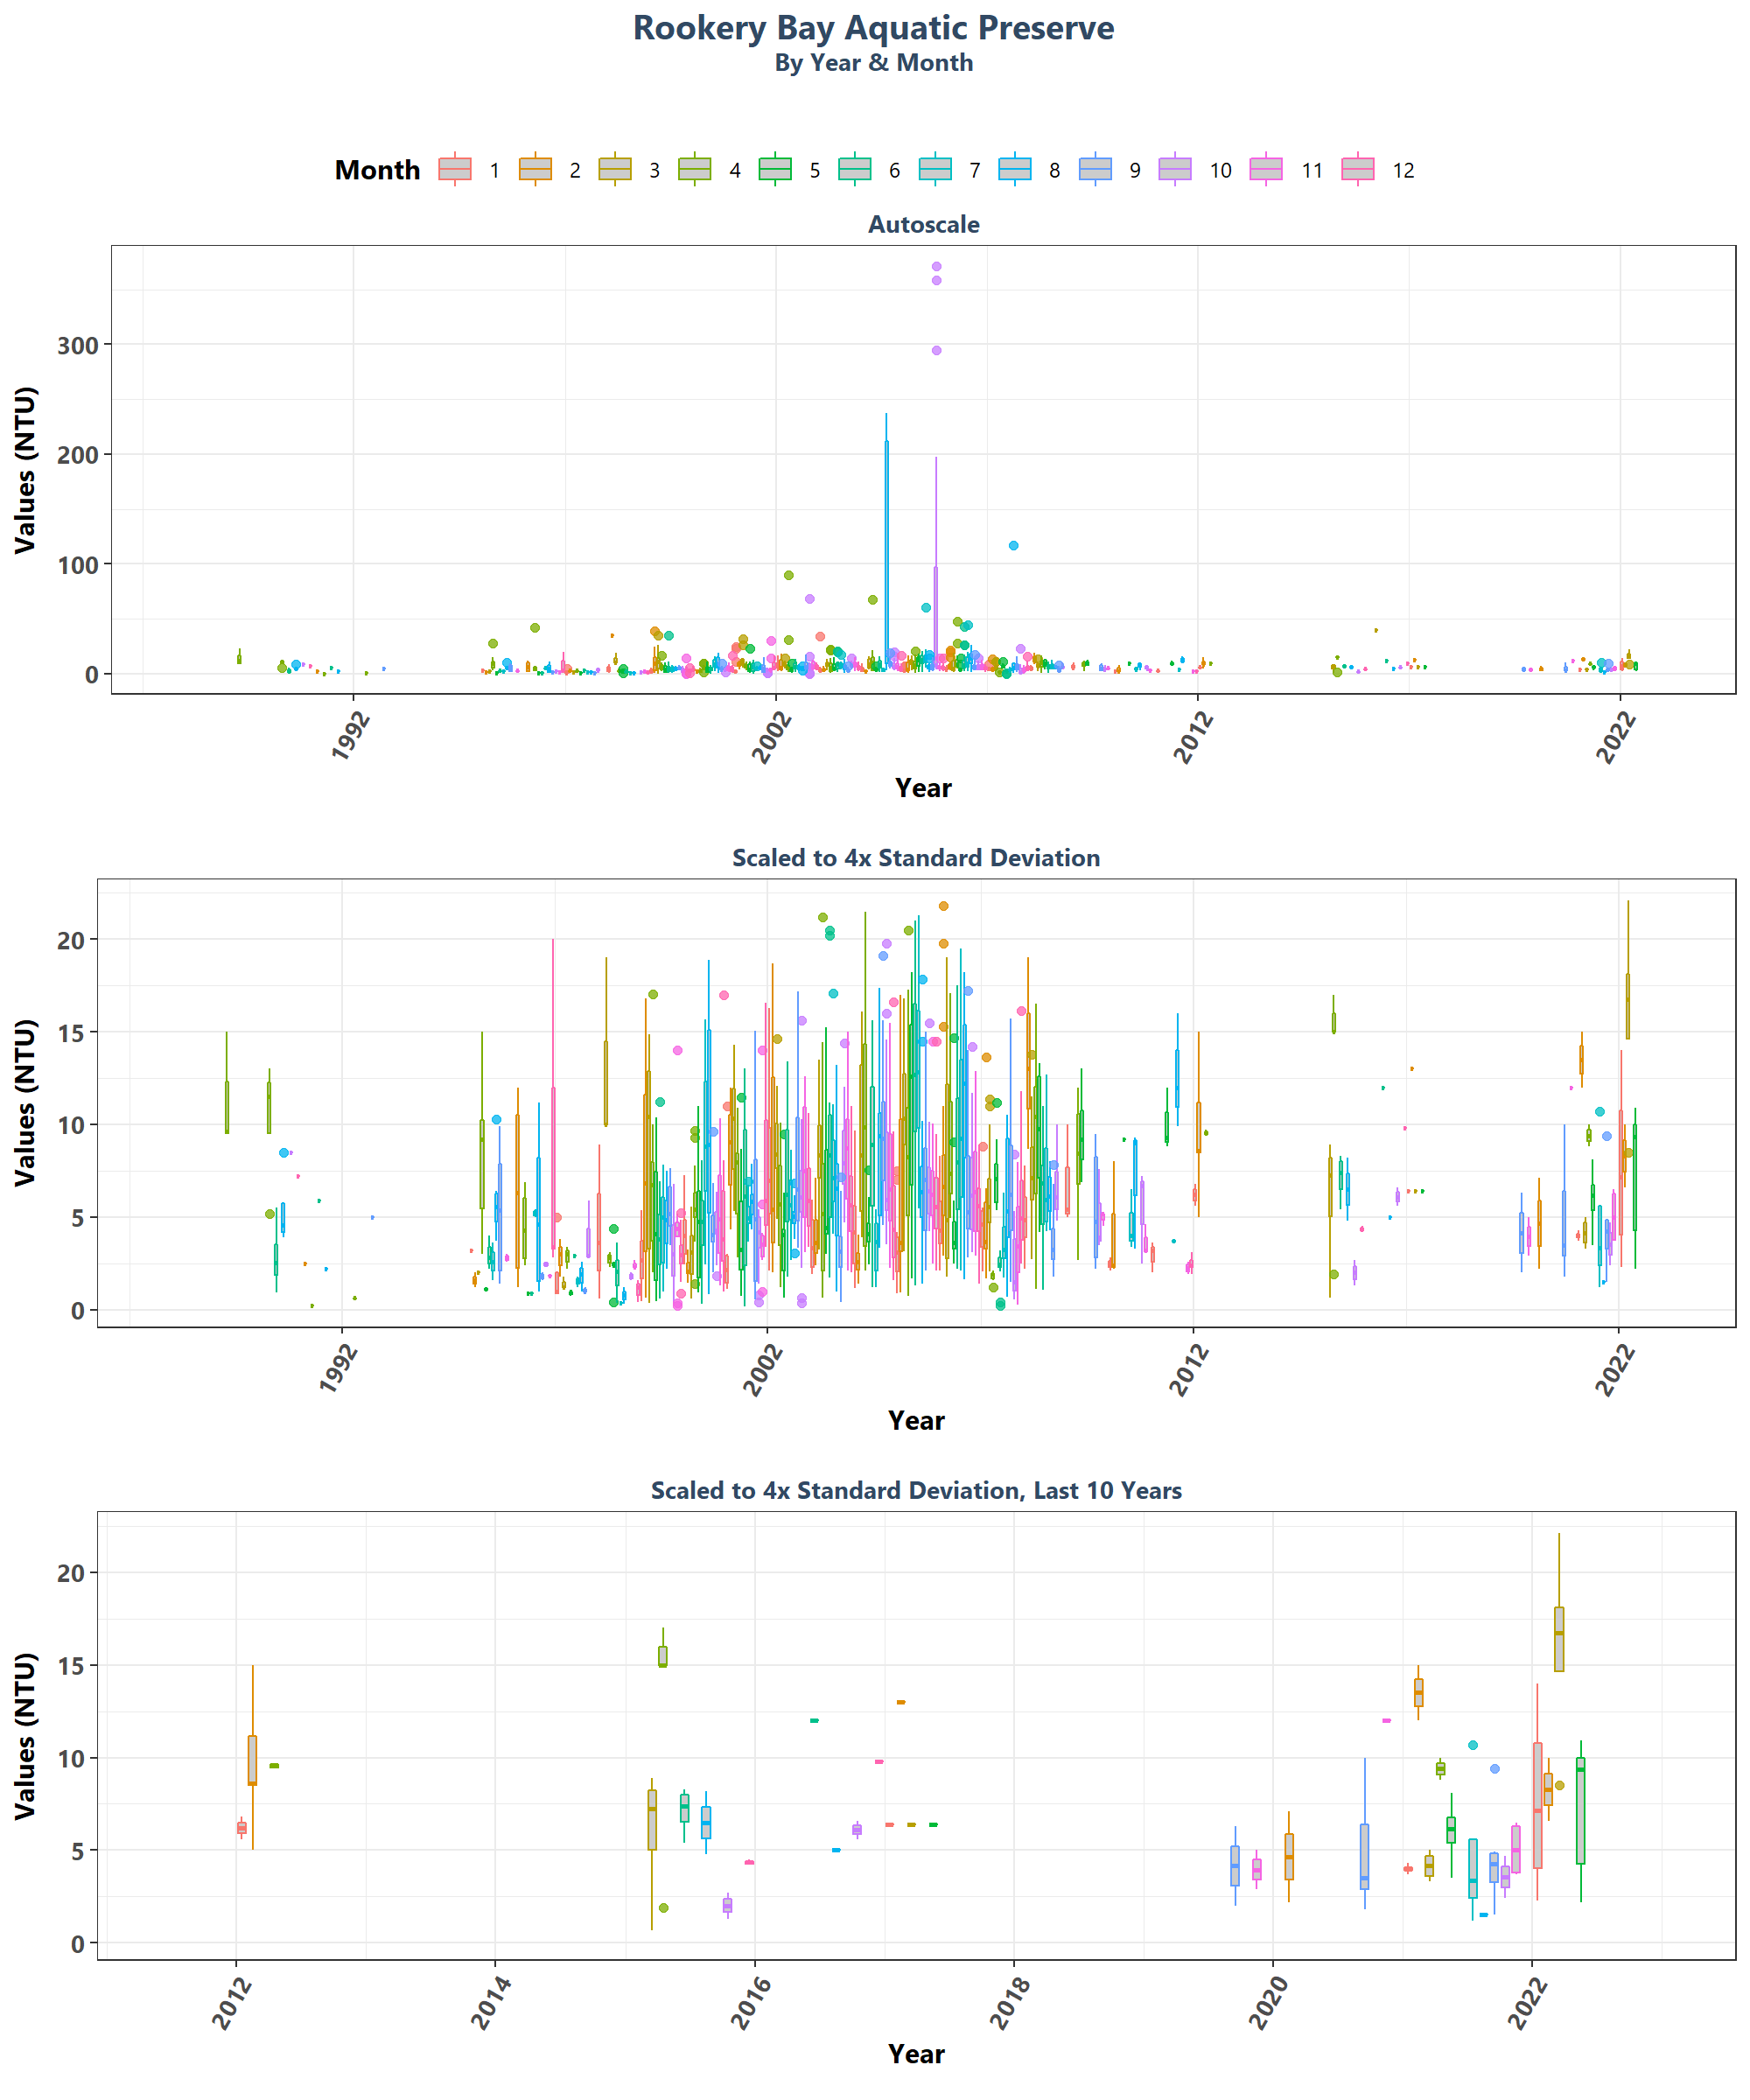 Rookery Bay Aquatic Preserve
By Year & Month
Month 1 2 3 4 5 6 7 8 9 10 11 12
Autoscale
Values (NTU)
300
200
100
0
1992 2002 2012 2022
Year
Scaled to 4x Standard Deviation
Values (NTU)
20
15
10
5
0
1992 2002 2012 2022
Year
Scaled to 4x Standard Deviation, Last 10 Years
Values (NTU)
20
15
10
5
0
2012 2014 2016 2018 2020 2022
Year